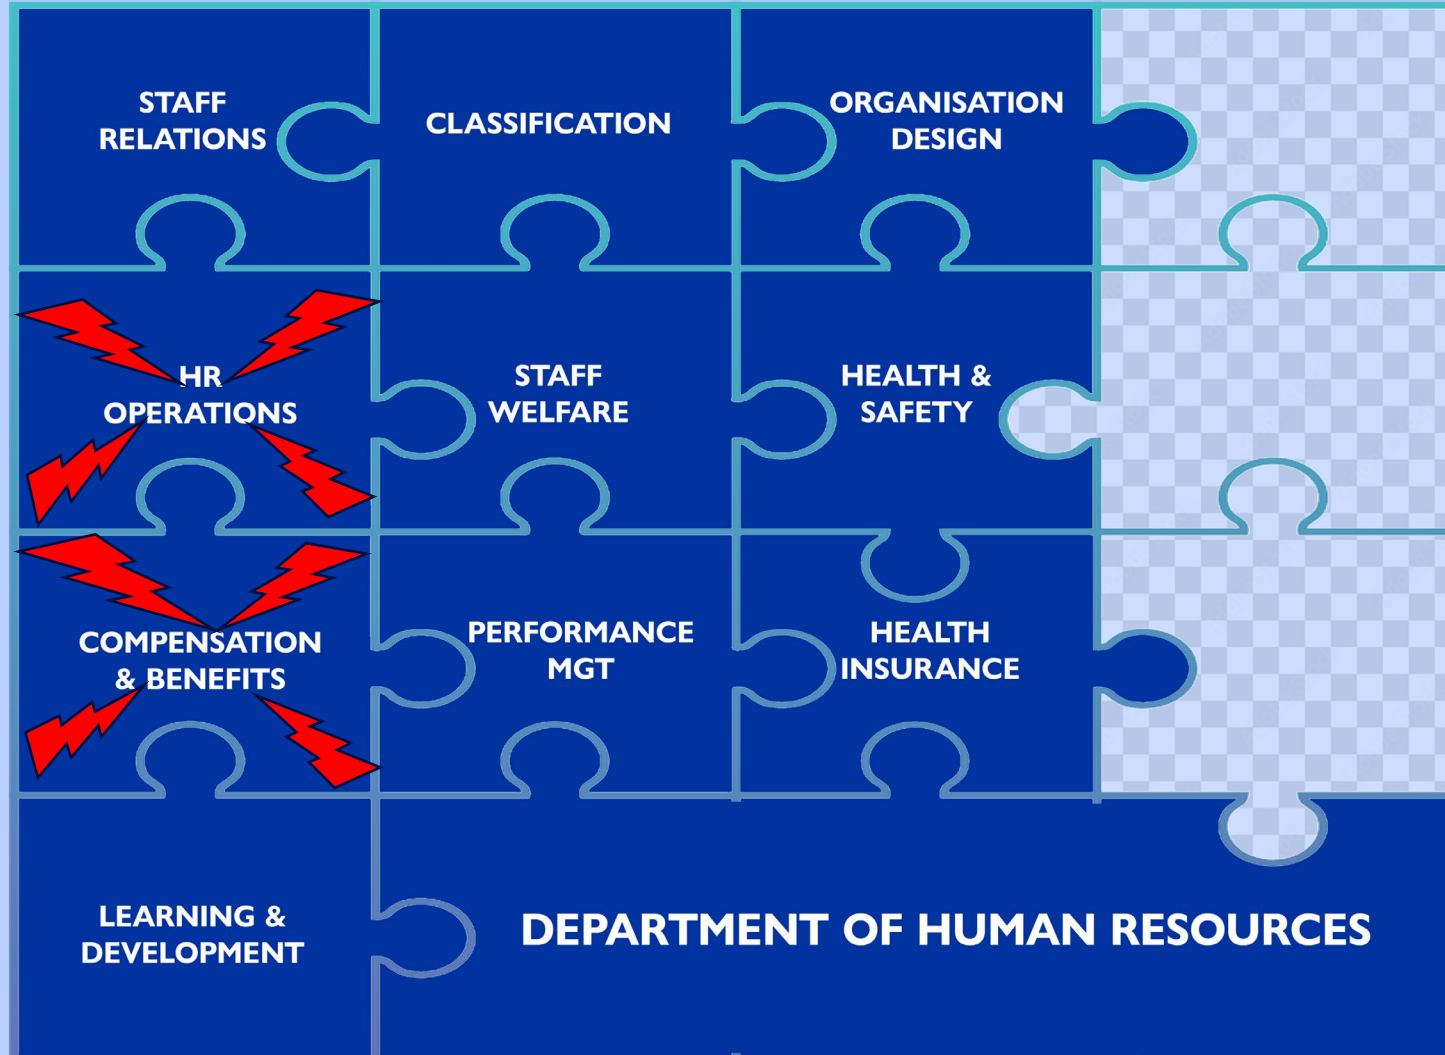 STAFF
RELATIONS
CLASSIFICATION
ORGANISATION
DESIGN
HR
OPERATIONS
STAFF
WELFARE
HEALTH &
SAFETY
COMPENSATION
& BENEFITS
PERFORMANCE
MGT
HEALTH
INSURANCE
LEARNING &
DEVELOPMENT
DEPARTMENT OF HUMAN RESOURCES